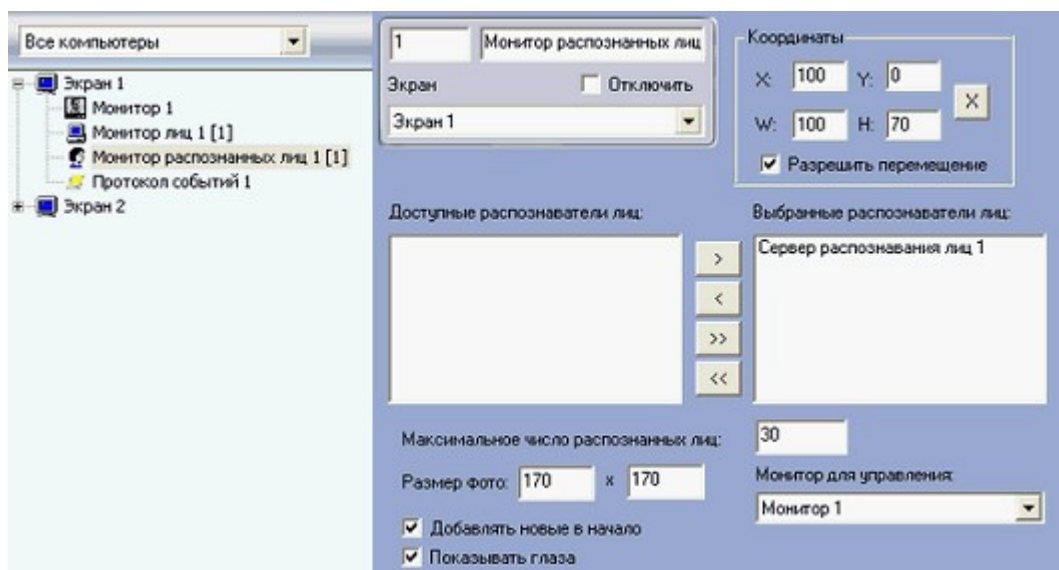 Все компьютеры
Экран 1
Монитор 1
Монитор лиц 1 [1]
Монитор распознанных лиц 1 [1]
Протокол событий 1
Экран 2
1
Монитор распознанных лиц
Экран
Отключить
Экран 1
Координаты
X: 100 Y: 0
W: 100 H: 70
X
Разрешить перемещение
Доступные распознаватели лиц:
Выбранные распознаватели лиц:
Сервер распознавания лиц 1
>
<
>>
<<
Максимальное число распознанных лиц: 30
Размер фото: 170 x 170
Монитор для управления:
Монитор 1
Добавлять новые в начало
Показывать глаза